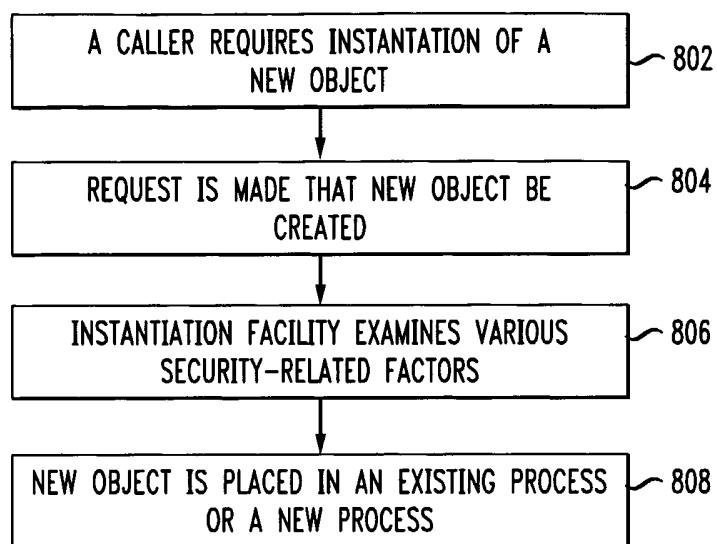 A CALLER REQUIRES INSTANTATION OF A
NEW OBJECT
802
REQUEST IS MADE THAT NEW OBJECT BE
CREATED
804
INSTANTIATION FACILITY EXAMINES VARIOUS
SECURITY-RELATED FACTORS
806
NEW OBJECT IS PLACED IN AN EXISTING PROCESS
OR A NEW PROCESS
808